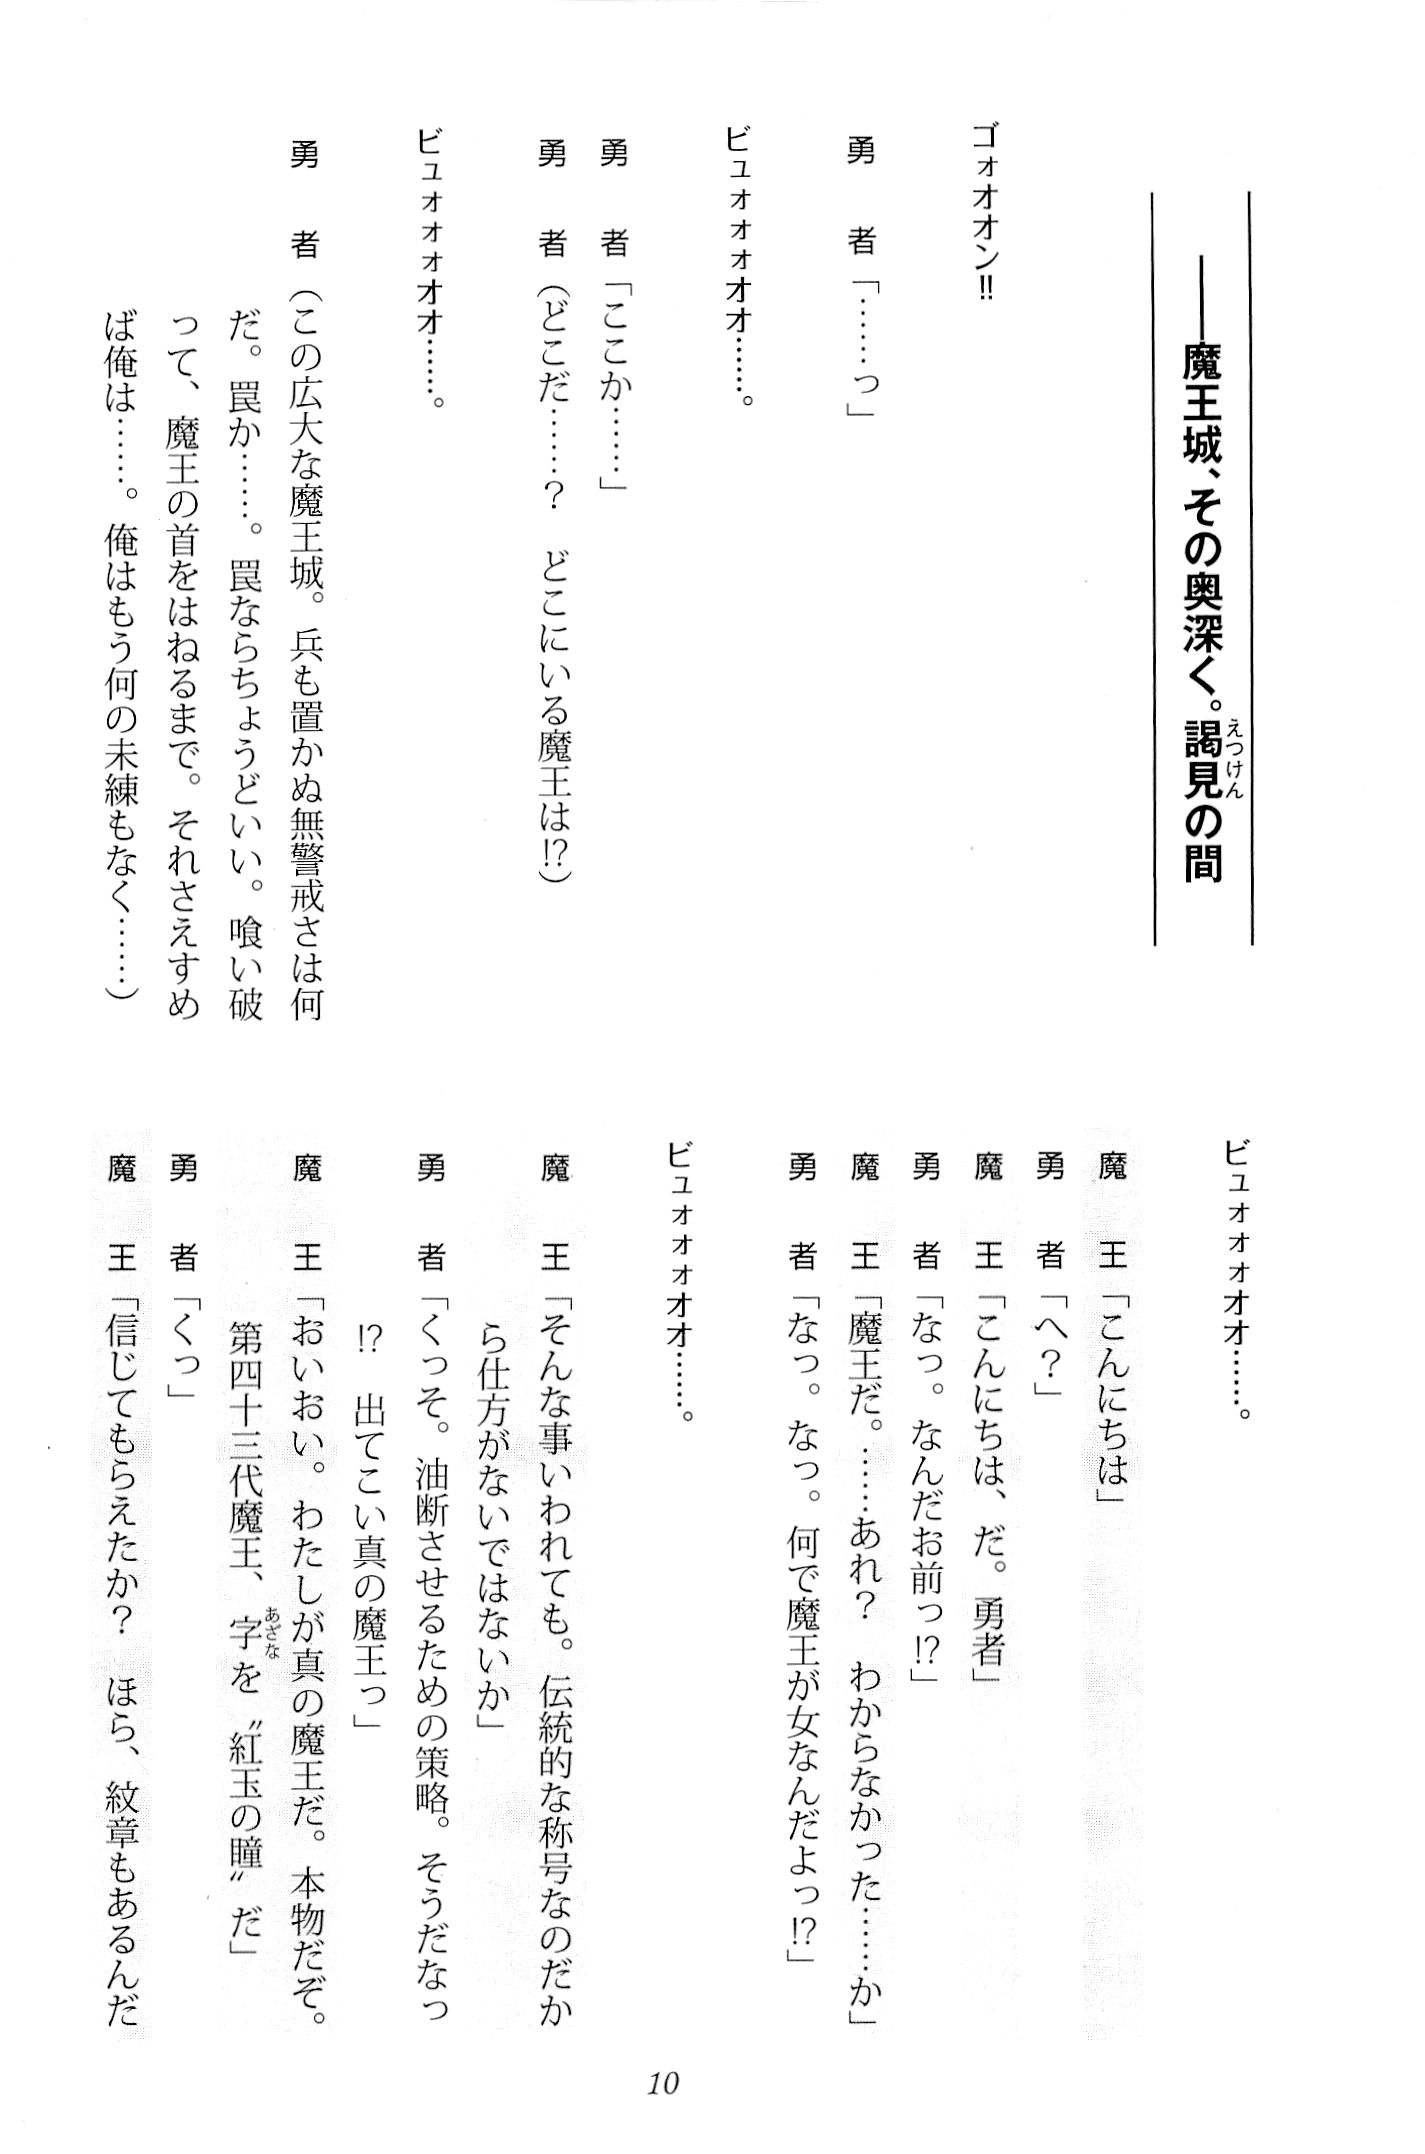 ――魔王城、その奥深く。謁見の間
えつけん
ゴォオオン!!
勇　者「……っ」
ビュォォォオオ……。
勇　者「ここか……」
勇　者（どこだ……？　どこにいる魔王は!?）
ビュォォォオオ……。
勇　者（この広大な魔王城。兵も置かぬ無警戒さは何
だ。罠か……。罠ならちょうどいい。喰い破
って、魔王の首をはねるまで。それさえすめ
ば俺は……。俺はもう何の未練もなく……）
ビュォォォオオ……。
魔　王「こんにちは」
勇　者「へ？」
魔　王「こんにちは、だ。勇者」
勇　者「なっ。なんだお前っ!?」
魔　王「魔王だ。……あれ？　わからなかった……か」
勇　者「なっ。なっ。何で魔王が女なんだよっ!?」
ビュォォォオオ……。
魔　王「そんな事いわれても。伝統的な称号なのだか
ら仕方がないではないか」
勇　者「くっそ。油断させるための策略。そうだなっ
!?　出てこい真の魔王っ」
魔　王「おいおい。わたしが真の魔王だ。本物だぞ。
第四十三代魔王、字を〝紅玉の瞳〟だ」
あざな
勇　者「くっ」
魔　王「信じてもらえたか？　ほら、紋章もあるんだ
10